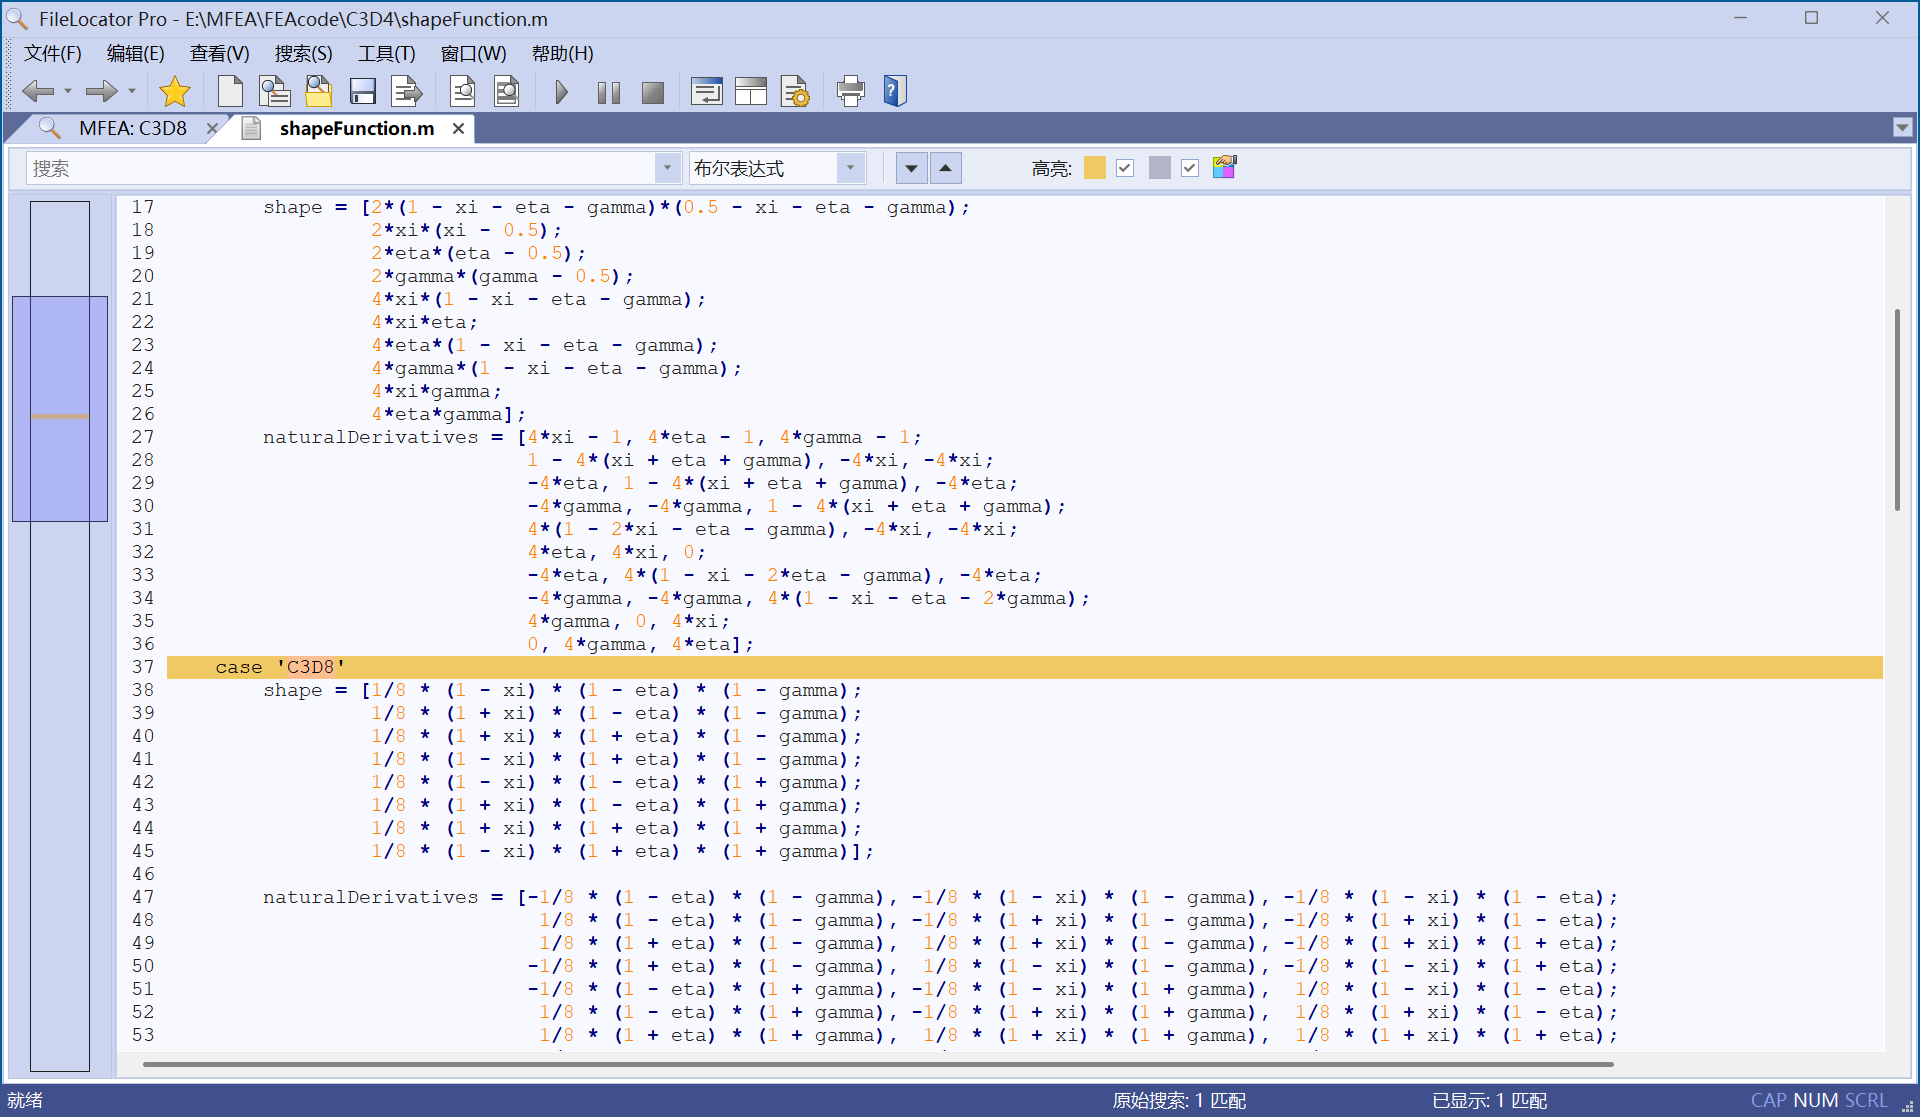 FileLocator Pro - E:\MFEA\FEAcode\C3D4\shapeFunction.m
文件(F) 编辑(E) 查看(V) 搜索(S) 工具(T) 窗口(W) 帮助(H)
MFEA: C3D8 shapeFunction.m
搜索 布尔表达式 高亮:
17 shape = [2*(1 - xi - eta - gamma)*(0.5 - xi - eta - gamma);
18 2*xi*(xi - 0.5);
19 2*eta*(eta - 0.5);
20 2*gamma*(gamma - 0.5);
21 4*xi*(1 - xi - eta - gamma);
22 4*xi*eta;
23 4*eta*(1 - xi - eta - gamma);
24 4*gamma*(1 - xi - eta - gamma);
25 4*xi*gamma;
26 4*eta*gamma];
27 naturalDerivatives = [4*xi - 1, 4*eta - 1, 4*gamma - 1;
28 1 - 4*(xi + eta + gamma), -4*xi, -4*xi;
29 -4*eta, 1 - 4*(xi + eta + gamma), -4*eta;
30 -4*gamma, -4*gamma, 1 - 4*(xi + eta + gamma);
31 4*(1 - 2*xi - eta - gamma), -4*xi, -4*xi;
32 4*eta, 4*xi, 0;
33 -4*eta, 4*(1 - xi - 2*eta - gamma), -4*eta;
34 -4*gamma, -4*gamma, 4*(1 - xi - eta - 2*gamma);
35 4*gamma, 0, 4*xi;
36 0, 4*gamma, 4*eta];
37 case 'C3D8'
38 shape = [1/8 * (1 - xi) * (1 - eta) * (1 - gamma);
39 1/8 * (1 + xi) * (1 - eta) * (1 - gamma);
40 1/8 * (1 + xi) * (1 + eta) * (1 - gamma);
41 1/8 * (1 - xi) * (1 + eta) * (1 - gamma);
42 1/8 * (1 - xi) * (1 - eta) * (1 + gamma);
43 1/8 * (1 + xi) * (1 - eta) * (1 + gamma);
44 1/8 * (1 + xi) * (1 + eta) * (1 + gamma);
45 1/8 * (1 - xi) * (1 + eta) * (1 + gamma)];
46
47 naturalDerivatives = [-1/8 * (1 - eta) * (1 - gamma), -1/8 * (1 - xi) * (1 - gamma), -1/8 * (1 - xi) * (1 - eta);
48 1/8 * (1 - eta) * (1 - gamma), -1/8 * (1 + xi) * (1 - gamma), -1/8 * (1 + xi) * (1 - eta);
49 1/8 * (1 + eta) * (1 - gamma), 1/8 * (1 + xi) * (1 - gamma), -1/8 * (1 + xi) * (1 + eta);
50 -1/8 * (1 + eta) * (1 - gamma), 1/8 * (1 - xi) * (1 - gamma), -1/8 * (1 - xi) * (1 + eta);
51 -1/8 * (1 - eta) * (1 + gamma), -1/8 * (1 - xi) * (1 + gamma), 1/8 * (1 - xi) * (1 - eta);
52 1/8 * (1 - eta) * (1 + gamma), -1/8 * (1 + xi) * (1 + gamma), 1/8 * (1 + xi) * (1 - eta);
53 1/8 * (1 + eta) * (1 + gamma), 1/8 * (1 + xi) * (1 + gamma), 1/8 * (1 + xi) * (1 + eta);
就绪 原始搜索: 1 匹配 已显示: 1 匹配 CAP NUM SCRL